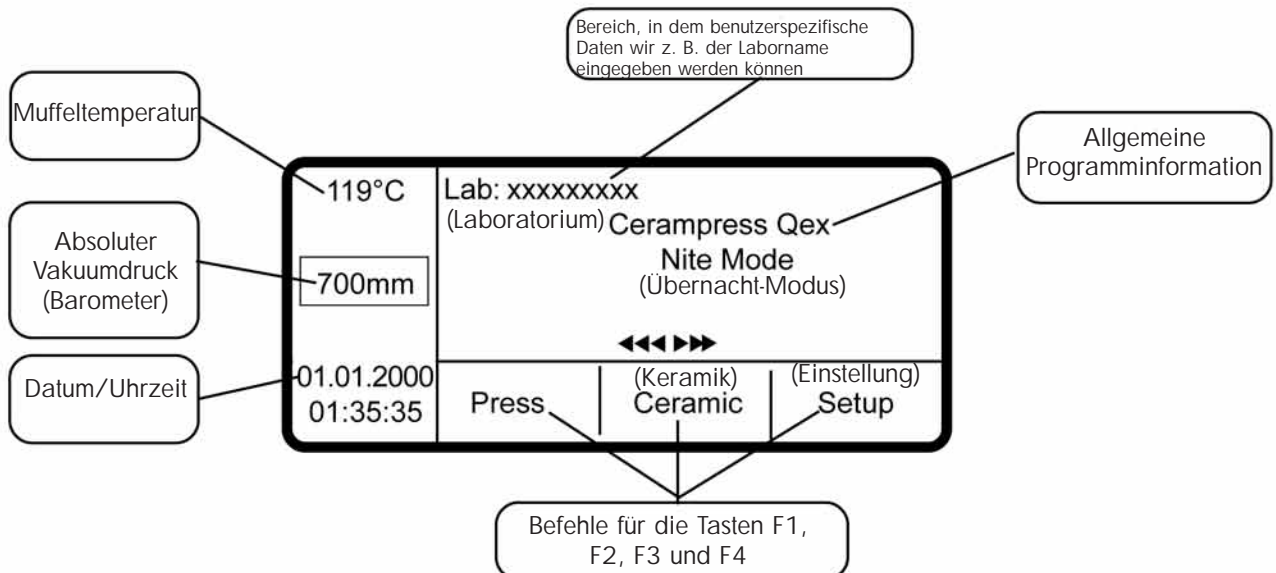 Bereich, in dem benutzerspezifische
Daten wir z. B. der Laborname
eingegeben werden können
Muffeltemperatur
Allgemeine
Programminformation
119°C
Lab: xxxxxxxxx
(Laboratorium)
Cerampress Qex
Nite Mode
(Übernacht-Modus)
Absoluter
Vakuumdruck
(Barometer)
700mm
Datum/Uhrzeit
01.01.2000
01:35:35
Press
(Keramik)
Ceramic
(Einstellung)
Setup
Befehle für die Tasten F1,
F2, F3 und F4